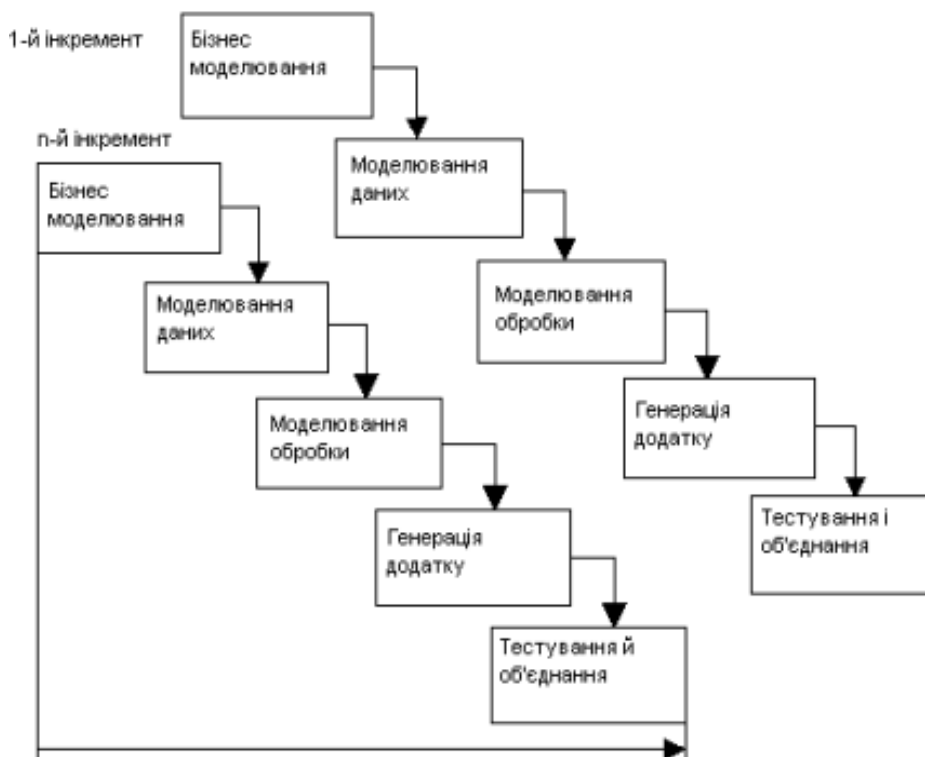 1-й інкремент
Бізнес
моделювання
Моделювання
даних
Моделювання
обробки
Генерація
додатку
Тестування і
об'єднання
n-й інкремент
Бізнес
моделювання
Моделювання
даних
Моделювання
обробки
Генерація
додатку
Тестування й
об'єднання